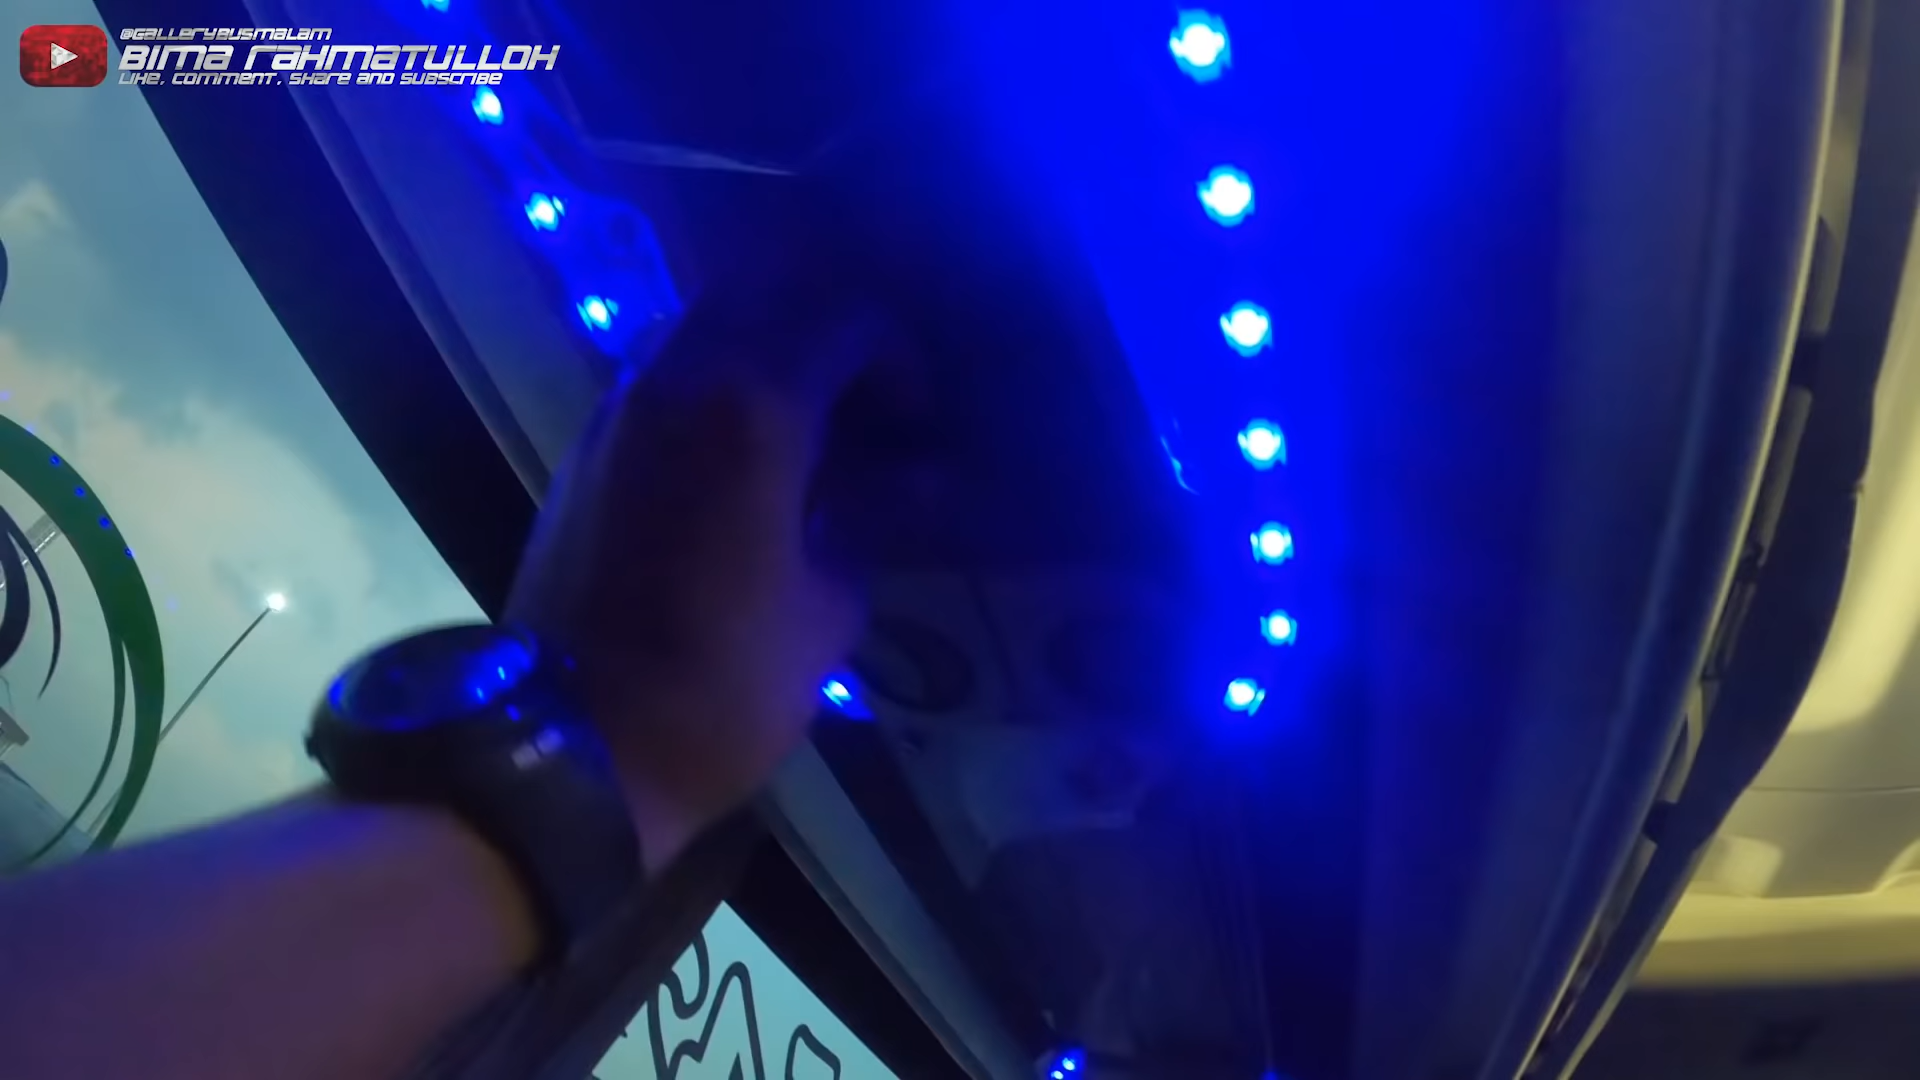 @GALLERYBUSMALAM
BIMA RAHMATULLOH
LIKE, COMMENT, SHARE AND SUBSCRIBE